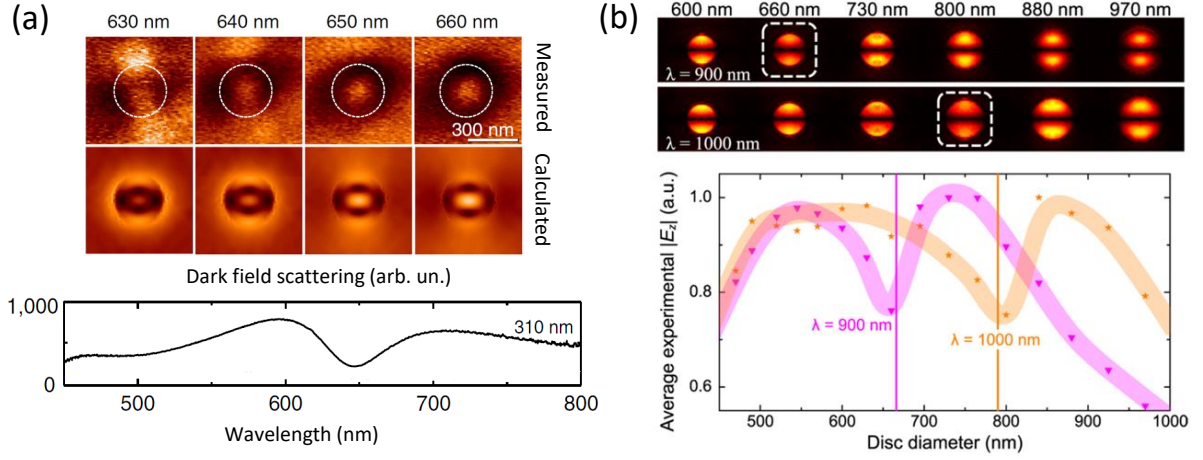 (a)
630 nm 640 nm 650 nm 660 nm
Measured
300 nm
Calculated
Dark field scattering (arb. un.)
1,000
310 nm
0
500 600 700 800
Wavelength (nm)
(b)
600 nm 660 nm 730 nm 800 nm 880 nm 970 nm
λ = 900 nm
λ = 1000 nm
Average experimental |Ez| (a.u.)
1.0
0.8
0.6
λ = 900 nm
λ = 1000 nm
500 600 700 800 900 1000
Disc diameter (nm)